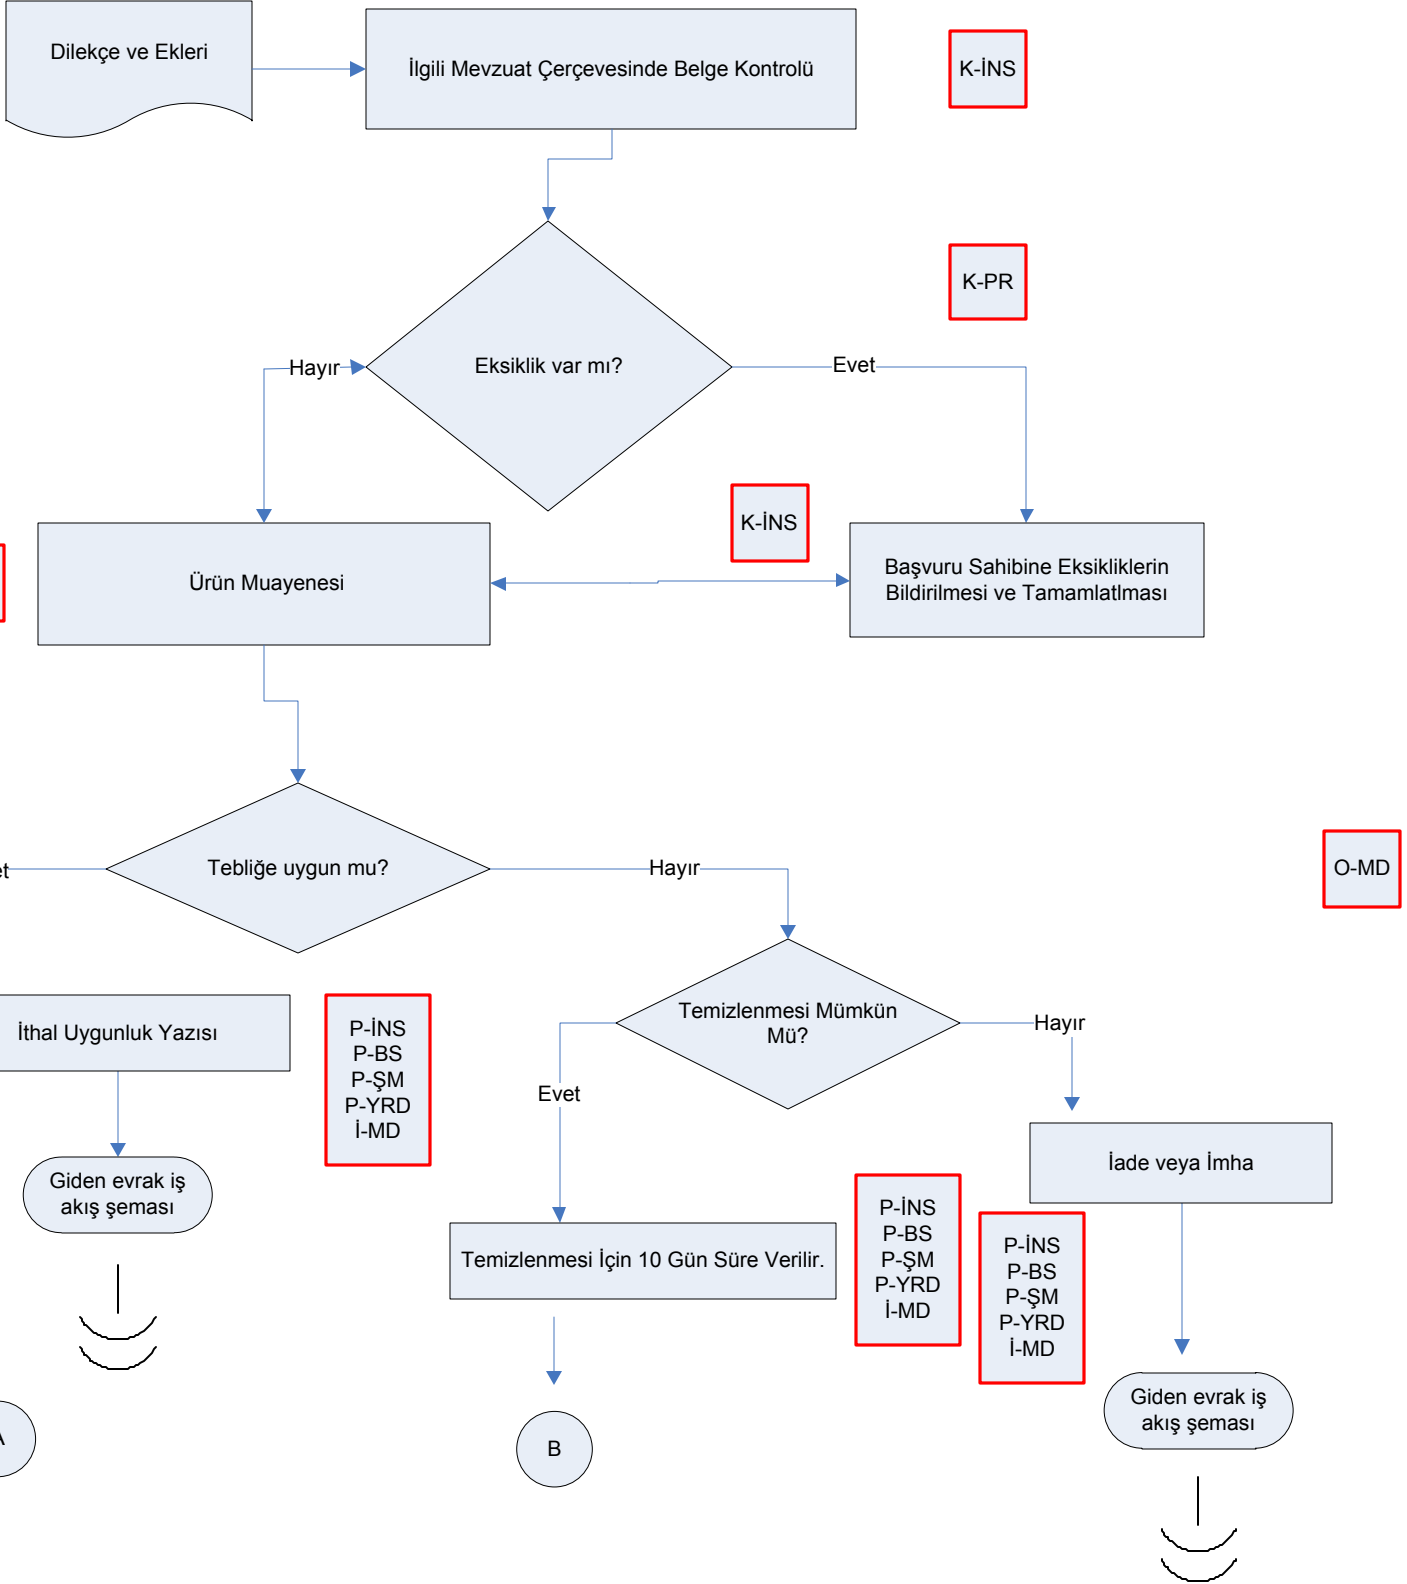 Dilekçe ve Ekleri
İlgili Mevzuat Çerçevesinde Belge Kontrolü
K-İNS
K-PR
Eksiklik var mı?
Hayır
Evet
K-İNS
Ürün Muayenesi
Başvuru Sahibine Eksikliklerin
Bildirilmesi ve Tamamlatlması
Tebliğe uygun mu?
Hayır
O-MD
Temizlenmesi Mümkün
Mü?
Hayır
Evet
İthal Uygunluk Yazısı
P-İNS
P-BS
P-ŞM
P-YRD
İ-MD
Giden evrak iş
akış şeması
İade veya İmha
Temizlenmesi İçin 10 Gün Süre Verilir.
P-İNS
P-BS
P-ŞM
P-YRD
İ-MD
P-İNS
P-BS
P-ŞM
P-YRD
İ-MD
Giden evrak iş
akış şeması
B